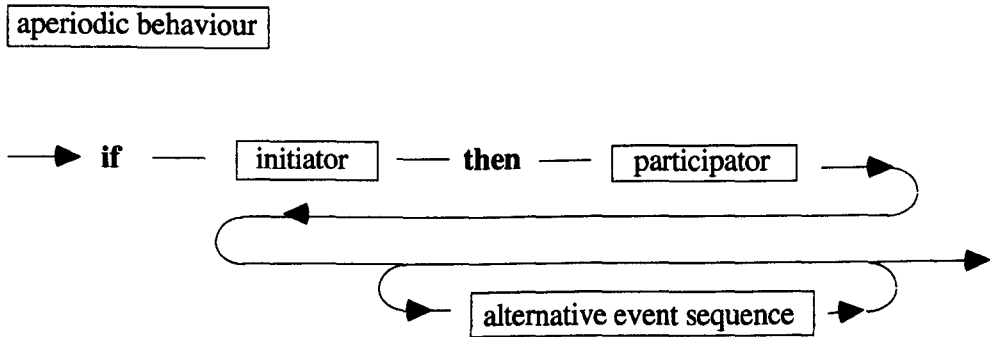 aperiodic behaviour
if initiator then participator
alternative event sequence